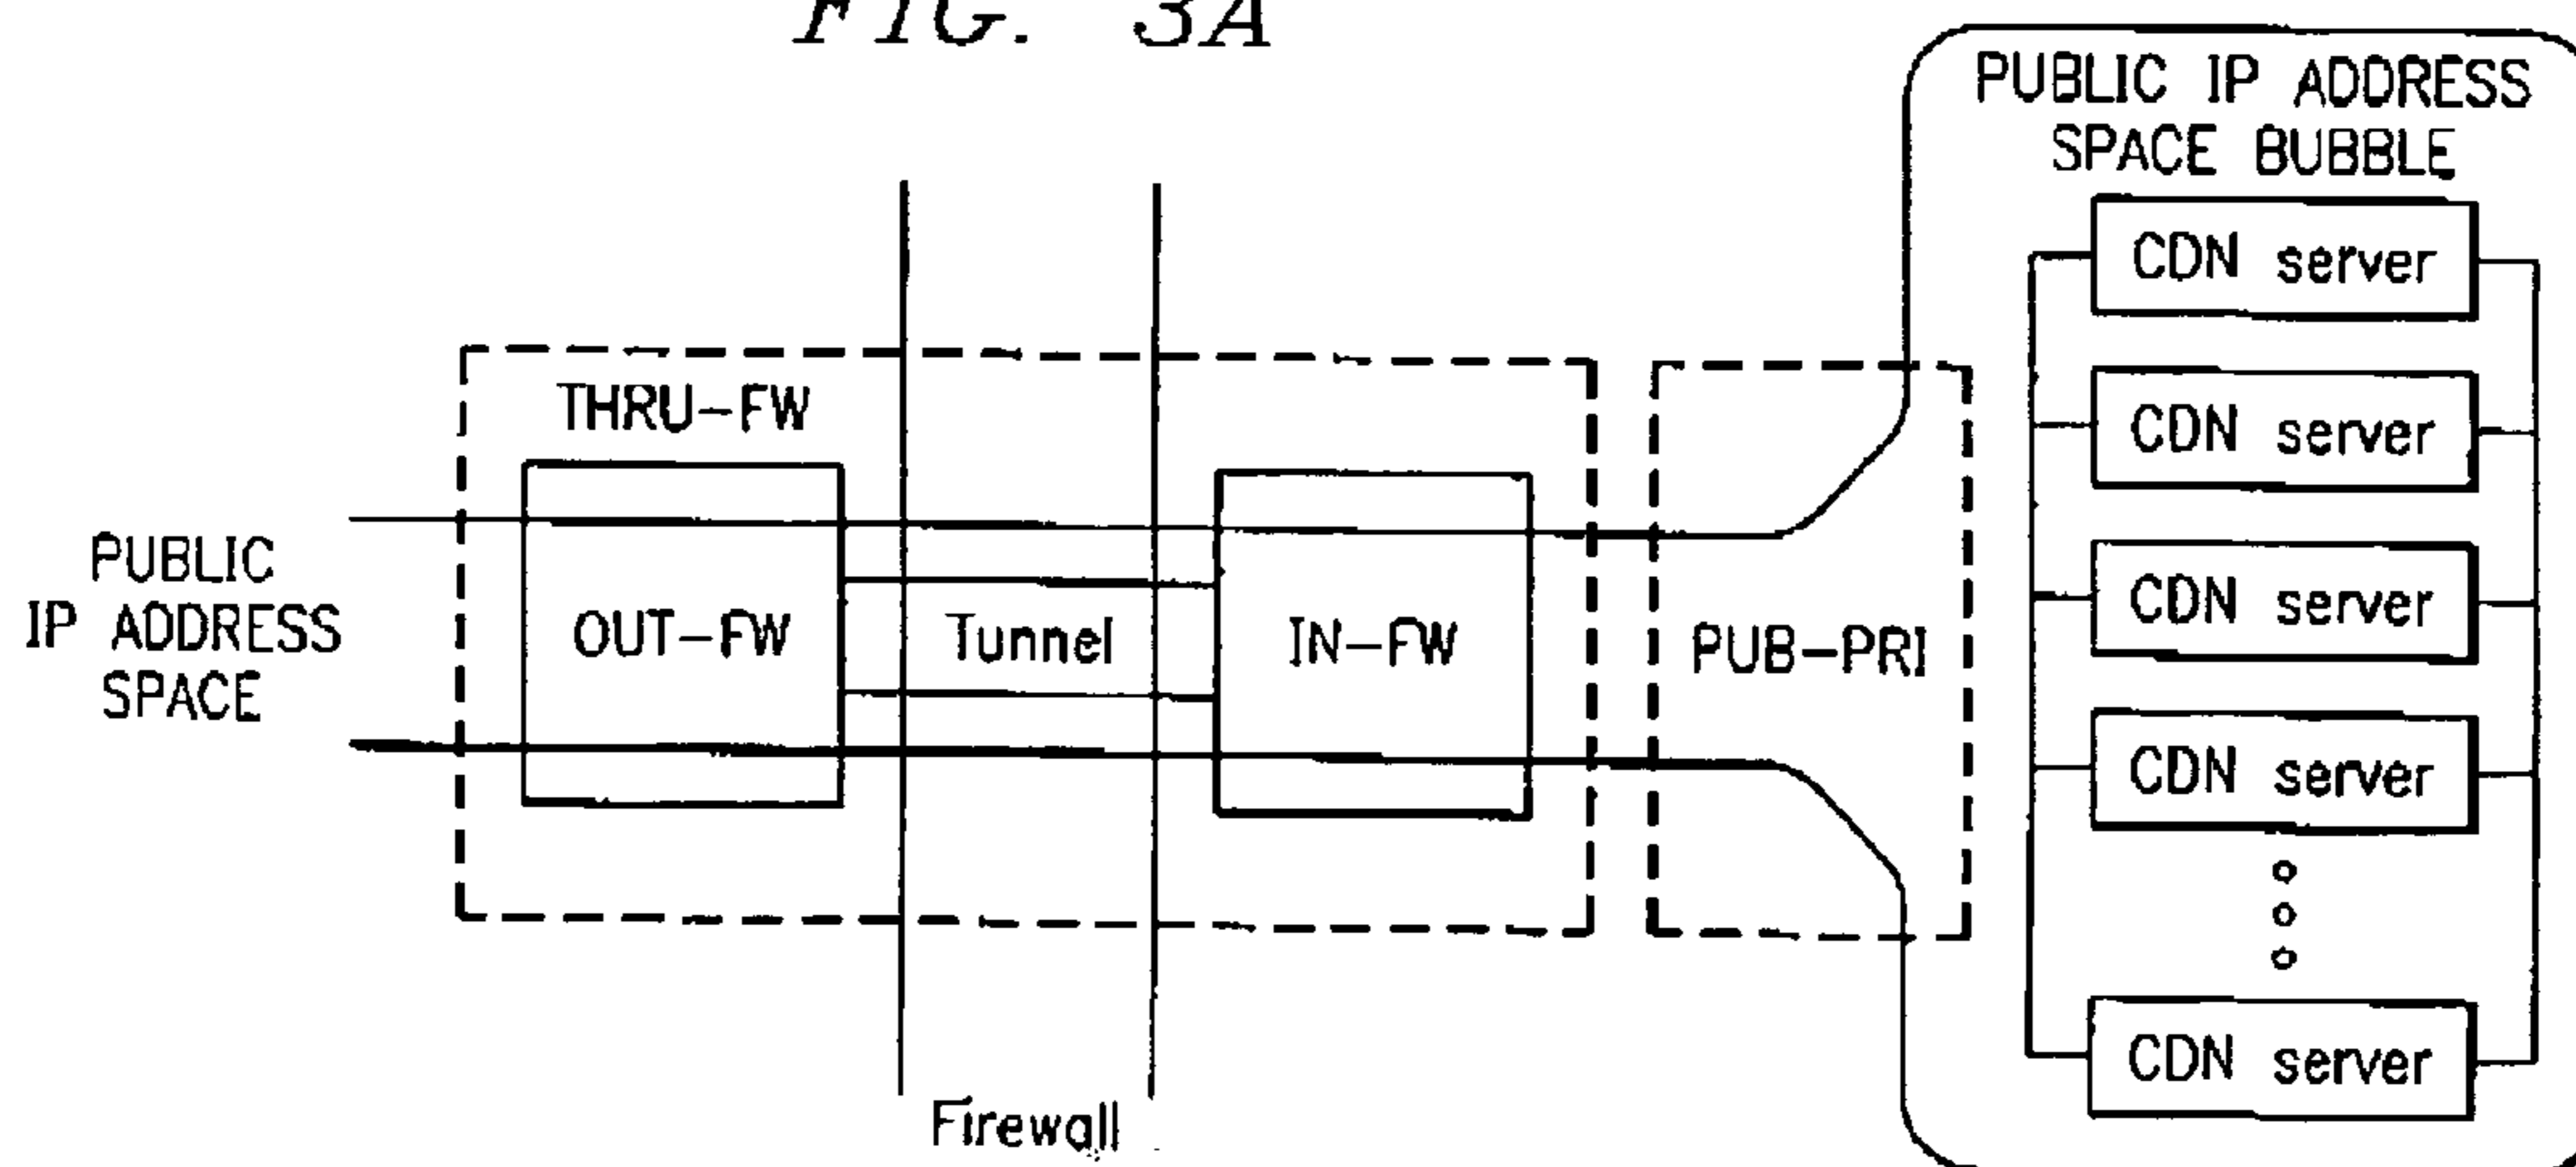 FIG. 3A
PUBLIC IP ADDRESS
SPACE BUBBLE
CDN server
CDN server
CDN server
CDN server
CDN server
THRU-FW
PUBLIC
IP ADDRESS
SPACE
OUT-FW
Tunnel
IN-FW
PUB-PRI
Firewall